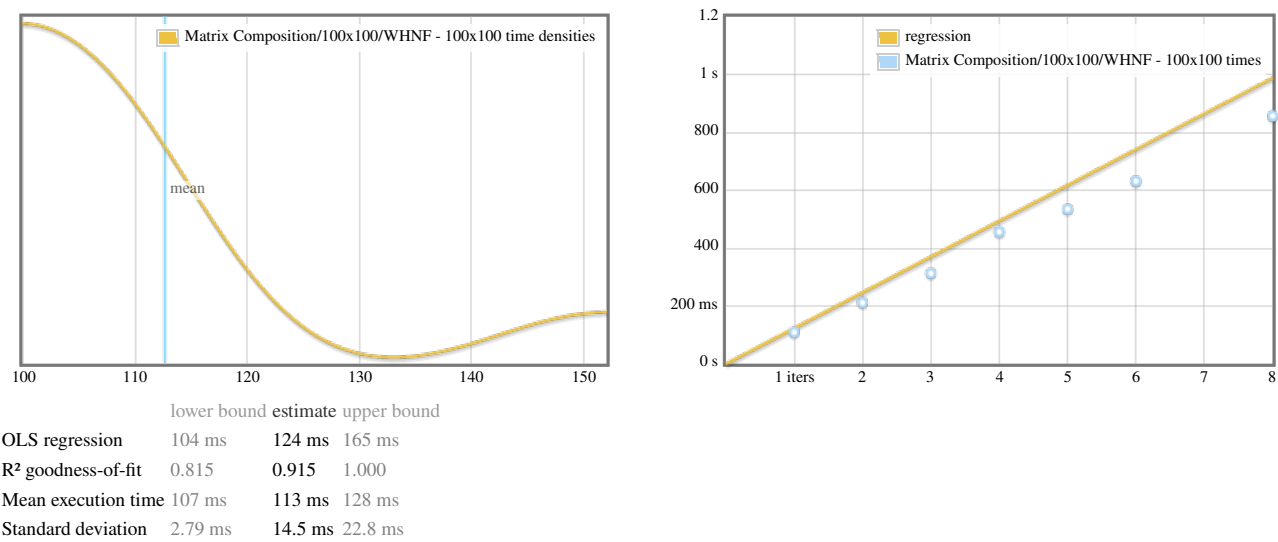 Matrix Composition/100x100/WHNF - 100x100 time densities
mean
100 110 120 130 140 150
1.2
1 s
800
600
400
200 ms
0 s
regression
Matrix Composition/100x100/WHNF - 100x100 times
1 iters 2 3 4 5 6 7 8
lower bound estimate upper bound
OLS regression 104 ms 124 ms 165 ms
R² goodness-of-fit 0.815 0.915 1.000
Mean execution time 107 ms 113 ms 128 ms
Standard deviation 2.79 ms 14.5 ms 22.8 ms